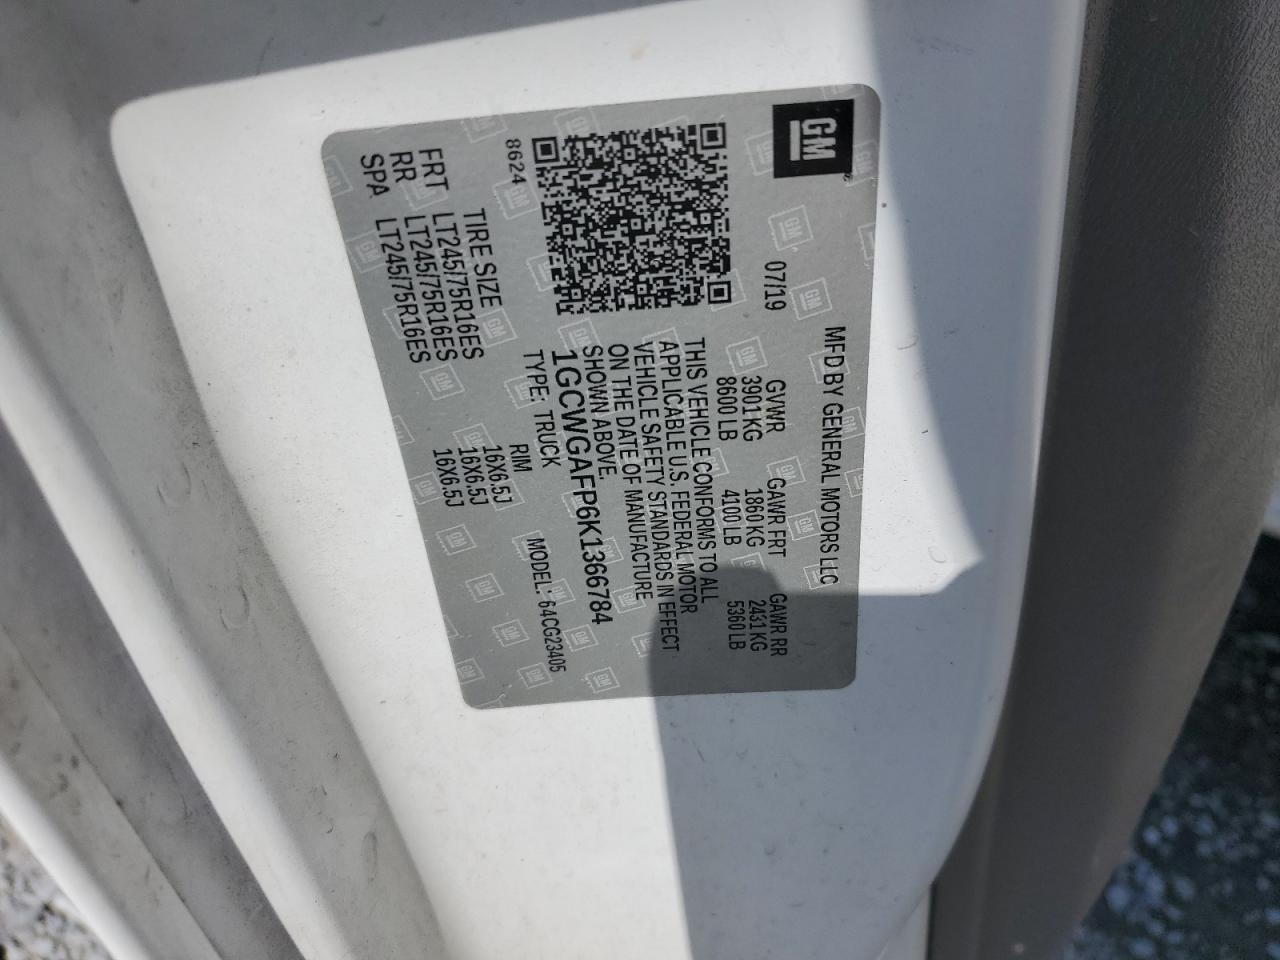 GM
MFD BY GENERAL MOTORS LLC
07/19
GVWR GAWR FRT GAWR RR
3901 KG 1860 KG 2431 KG
8600 LB 4100 LB 5360 LB
THIS VEHICLE CONFORMS TO ALL
APPLICABLE U.S. FEDERAL MOTOR
VEHICLE SAFETY STANDARDS IN EFFECT
ON THE DATE OF MANUFACTURE
SHOWN ABOVE.
1GCWGAFP6K1366784
TYPE: TRUCK MODEL: 64CG23405
8624
TIRE SIZE RIM
FRT LT245/75R16ES 16X6.5J
RR LT245/75R16ES 16X6.5J
SPA LT245/75R16ES 16X6.5J